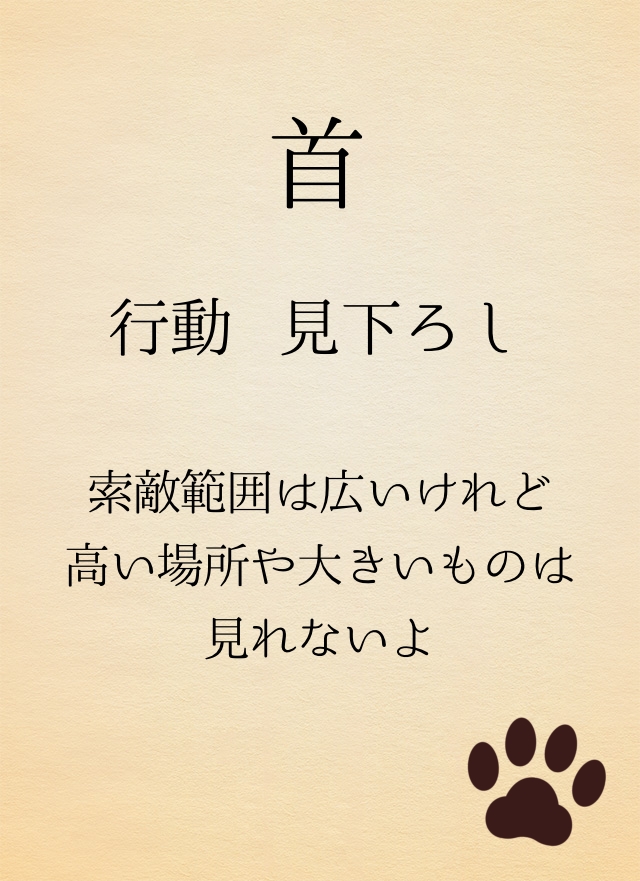 首
行動 見下ろし
索敵範囲は広いけれど
高い場所や大きいものは
見れないよ